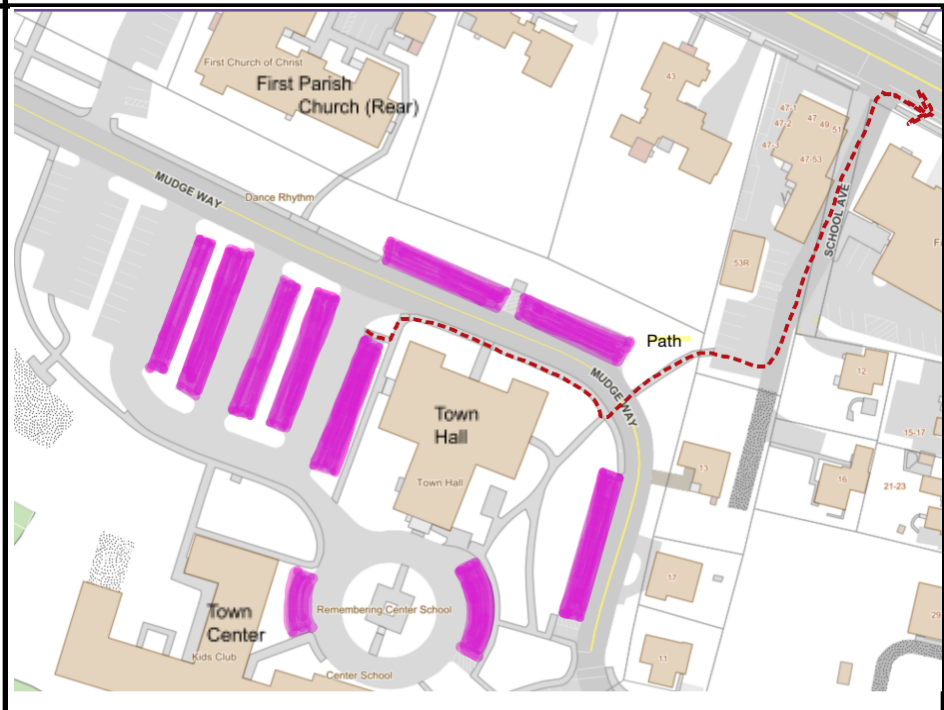 First Church of Christ
First Parish
Church (Rear)
43
47-1
47
47-2
49
51
47-3
47-53
MUDGE WAY
Dance Rhythm
SCHOOL AVE
53R
Path
MUDGE WAY
12
Town
Hall
15-17
Town Hall
13
16
21-23
17
Town
Center
Remembering Center School
29
Kids Club
11
Center School